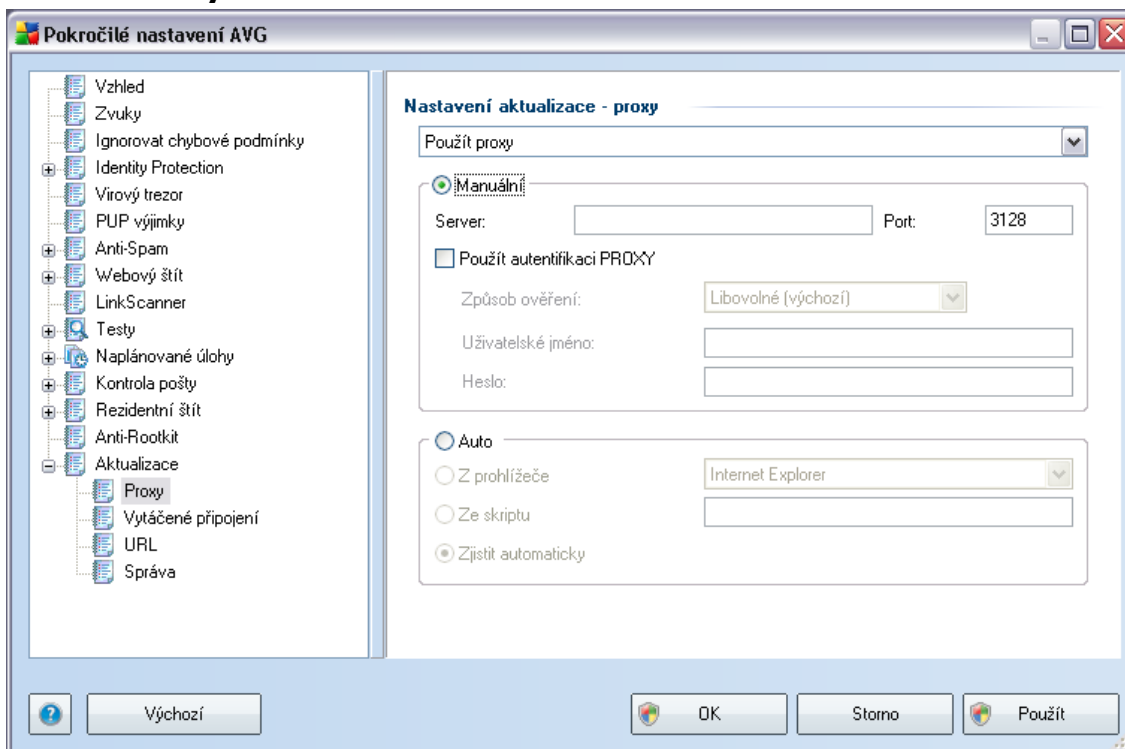 Pokročilé nastavení AVG
Vzhled
Zvuky
Ignorovat chybové podmínky
Identity Protection
Virový trezor
PUP výjimky
Anti-Spam
Webový štít
LinkScanner
Testy
Naplánované úlohy
Kontrola pošty
Rezidentní štít
Anti-Rootkit
Aktualizace
Proxy
Vytáčené připojení
URL
Správa
Nastavení aktualizace - proxy
Použít proxy
Manuální
Server: Port: 3128
Použít autentifikaci PROXY
Způsob ověření: Libovolné (výchozí)
Uživatelské jméno:
Heslo:
Auto
Z prohlížeče Internet Explorer
Ze skriptu
Zjistit automaticky
Výchozí OK Storno Použít